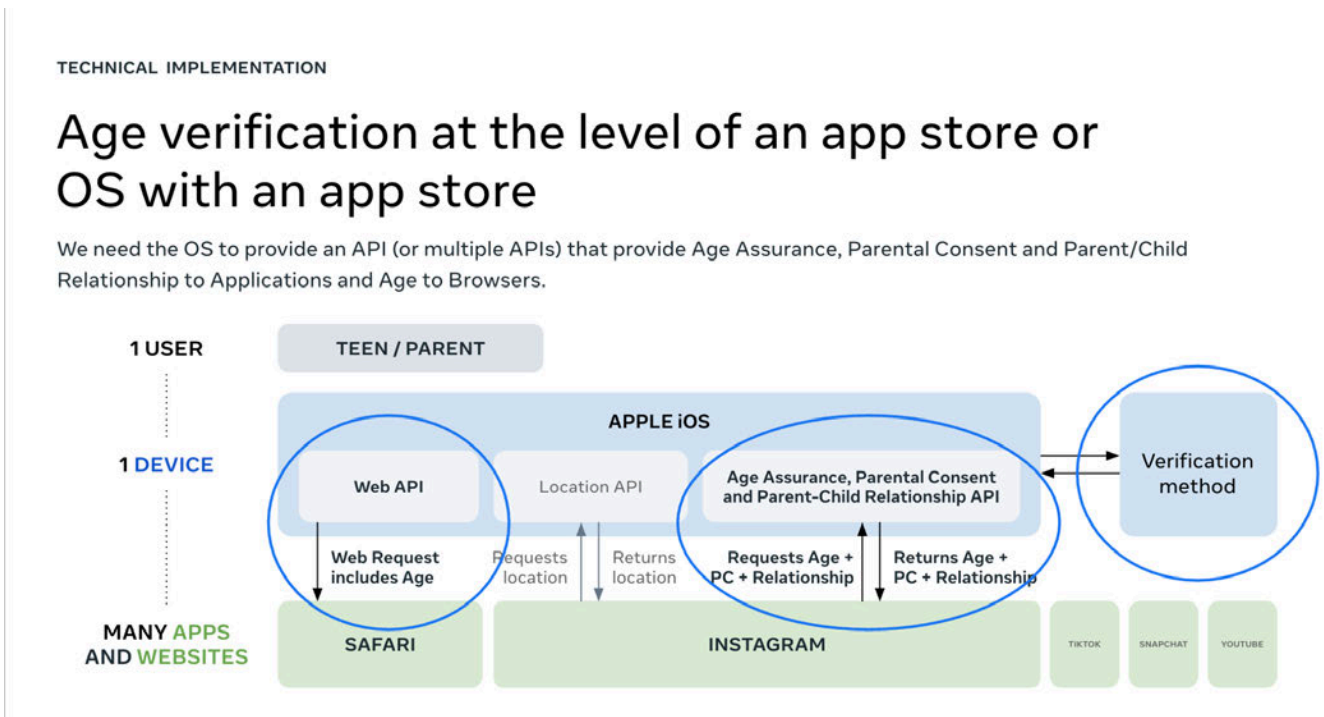 TECHNICAL IMPLEMENTATION
Age verification at the level of an app store or
OS with an app store
We need the OS to provide an API (or multiple APIs) that provide Age Assurance, Parental Consent and Parent/Child
Relationship to Applications and Age to Browsers.
1 USER
TEEN / PARENT
APPLE iOS
1 DEVICE
Web API
Location API
Age Assurance, Parental Consent
and Parent-Child Relationship API
Verification
method
Web Request
includes Age
Requests
location
Returns
location
Requests Age +
PC + Relationship
Returns Age +
PC + Relationship
MANY APPS
AND WEBSITES
SAFARI
INSTAGRAM
TIKTOK
SNAPCHAT
YOUTUBE